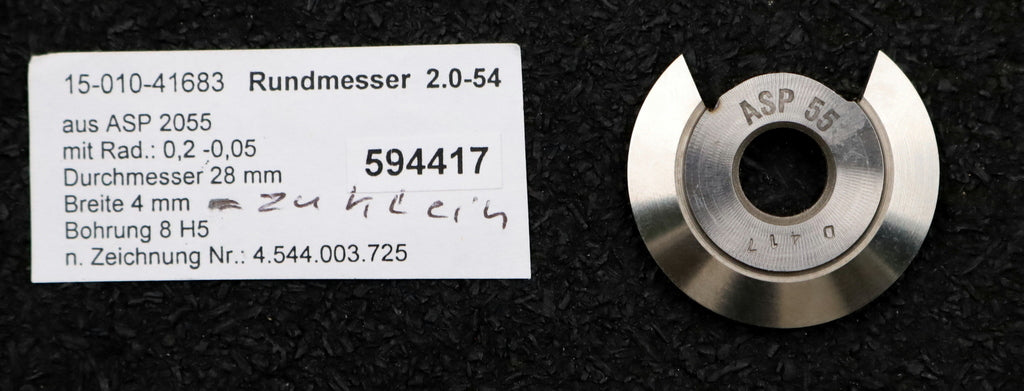 15-010-41683 Rundmesser 2.0-54
aus ASP 2055
mit Rad.: 0,2 -0,05
594417
Durchmesser 28 mm
Breite 4 mm - zu klein
Bohrung 8 H5
n. Zeichnung Nr.: 4.544.003.725
ASP 55
D 417